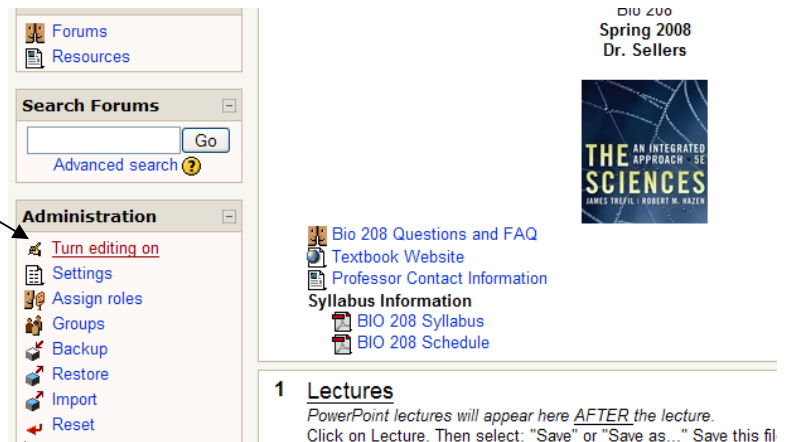 Forums
Resources
Search Forums
Go
Advanced search ?
Administration
Turn editing on
Settings
Assign roles
Groups
Backup
Restore
Import
Reset
Bio 208
Spring 2008
Dr. Sellers
THE AN INTEGRATED
APPROACH 5E
SCIENCES
JAMES TREFIL | ROBERT M. HAZEN
Bio 208 Questions and FAQ
Textbook Website
Professor Contact Information
Syllabus Information
BIO 208 Syllabus
BIO 208 Schedule
1 Lectures
PowerPoint lectures will appear here AFTER the lecture.
Click on Lecture. Then select: "Save" or "Save as..." Save this fil